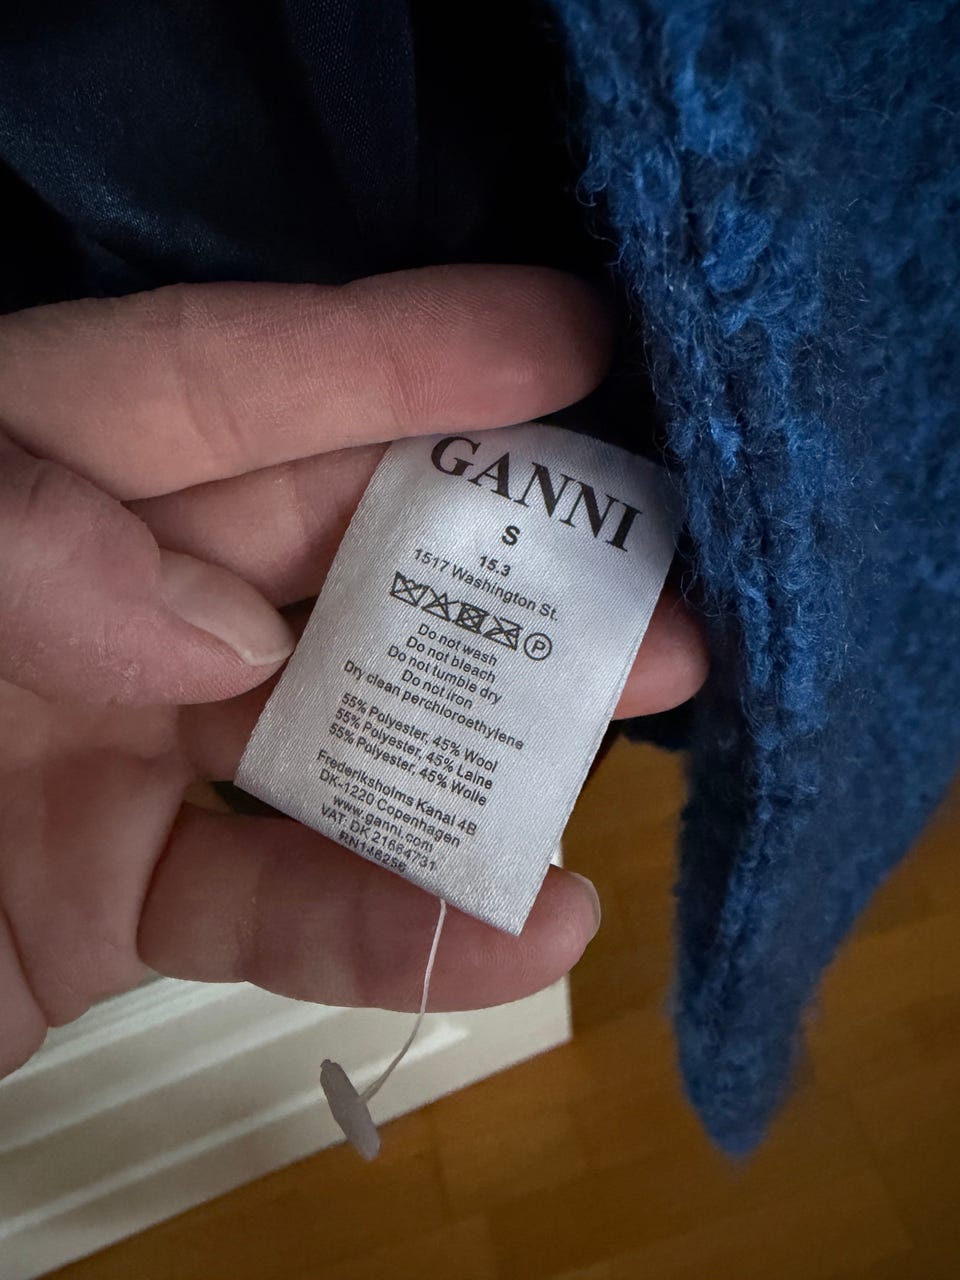 GANNI
S
15.3
1517 Washington St.
P
Do not wash
Do not bleach
Do not tumble dry
Do not iron
Dry clean perchloroethylene
55% Polyester, 45% Wool
55% Polyester, 45% Laine
55% Polyester, 45% Wolle
Frederiksholms Kanal 4B
DK-1220 Copenhagen
www.ganni.com
VAT: DK 21684731